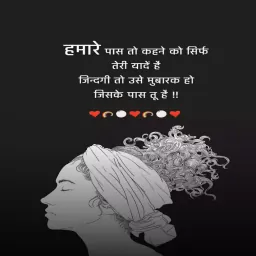 हमारे पास तो कहने को सिर्फ
तेरी यादें है
जिन्दगी तो उसे मुबारक हो
जिसके पास तू है !!